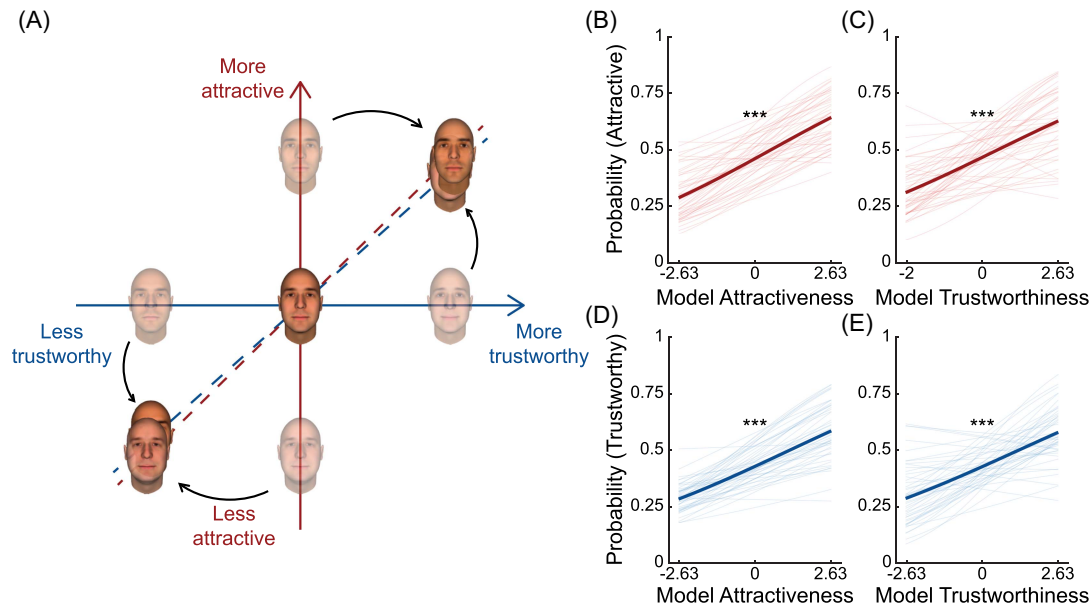 (A)
More
attractive
Less
trustworthy
More
trustworthy
Less
attractive
(B)
Probability (Attractive)
1
0.75
0.5
0.25
0
***
-2.63
0
2.63
Model Attractiveness
(C)
1
0.75
0.5
0.25
0
***
-2
0
2.63
Model Trustworthiness
(D)
Probability (Trustworthy)
1
0.75
0.5
0.25
0
***
-2.63
0
2.63
Model Attractiveness
(E)
1
0.75
0.5
0.25
0
***
-2.63
0
2.63
Model Trustworthiness